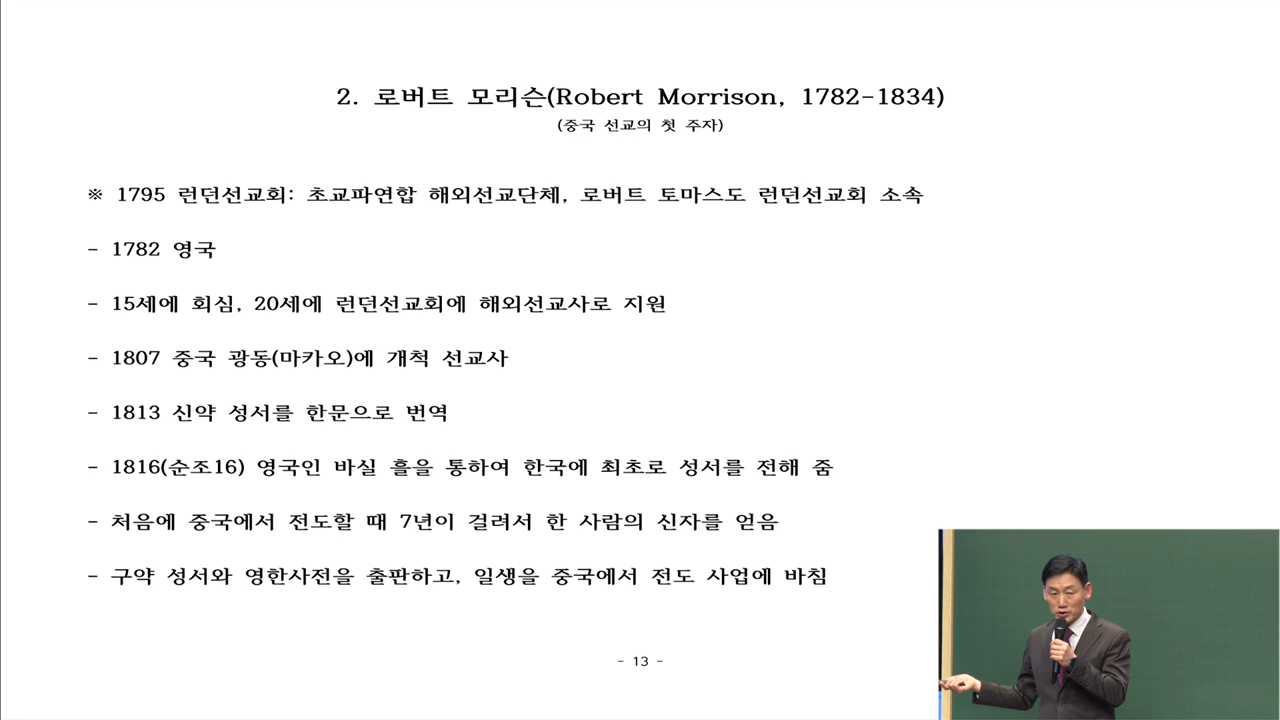 2. 로버트 모리슨(Robert Morrison, 1782-1834)
(중국 선교의 첫 주자)
※ 1795 런던선교회: 초교파연합 해외선교단체, 로버트 토마스도 런던선교회 소속
- 1782 영국
- 15세에 회심, 20세에 런던선교회에 해외선교사로 지원
- 1807 중국 광동(마카오)에 개척 선교사
- 1813 신약 성서를 한문으로 번역
- 1816(순조16) 영국인 바실 흘을 통하여 한국에 최초로 성서를 전해 줌
- 처음에 중국에서 전도할 때 7년이 걸려서 한 사람의 신자를 얻음
- 구약 성서와 영한사전을 출판하고, 일생을 중국에서 전도 사업에 바침
- 13 -